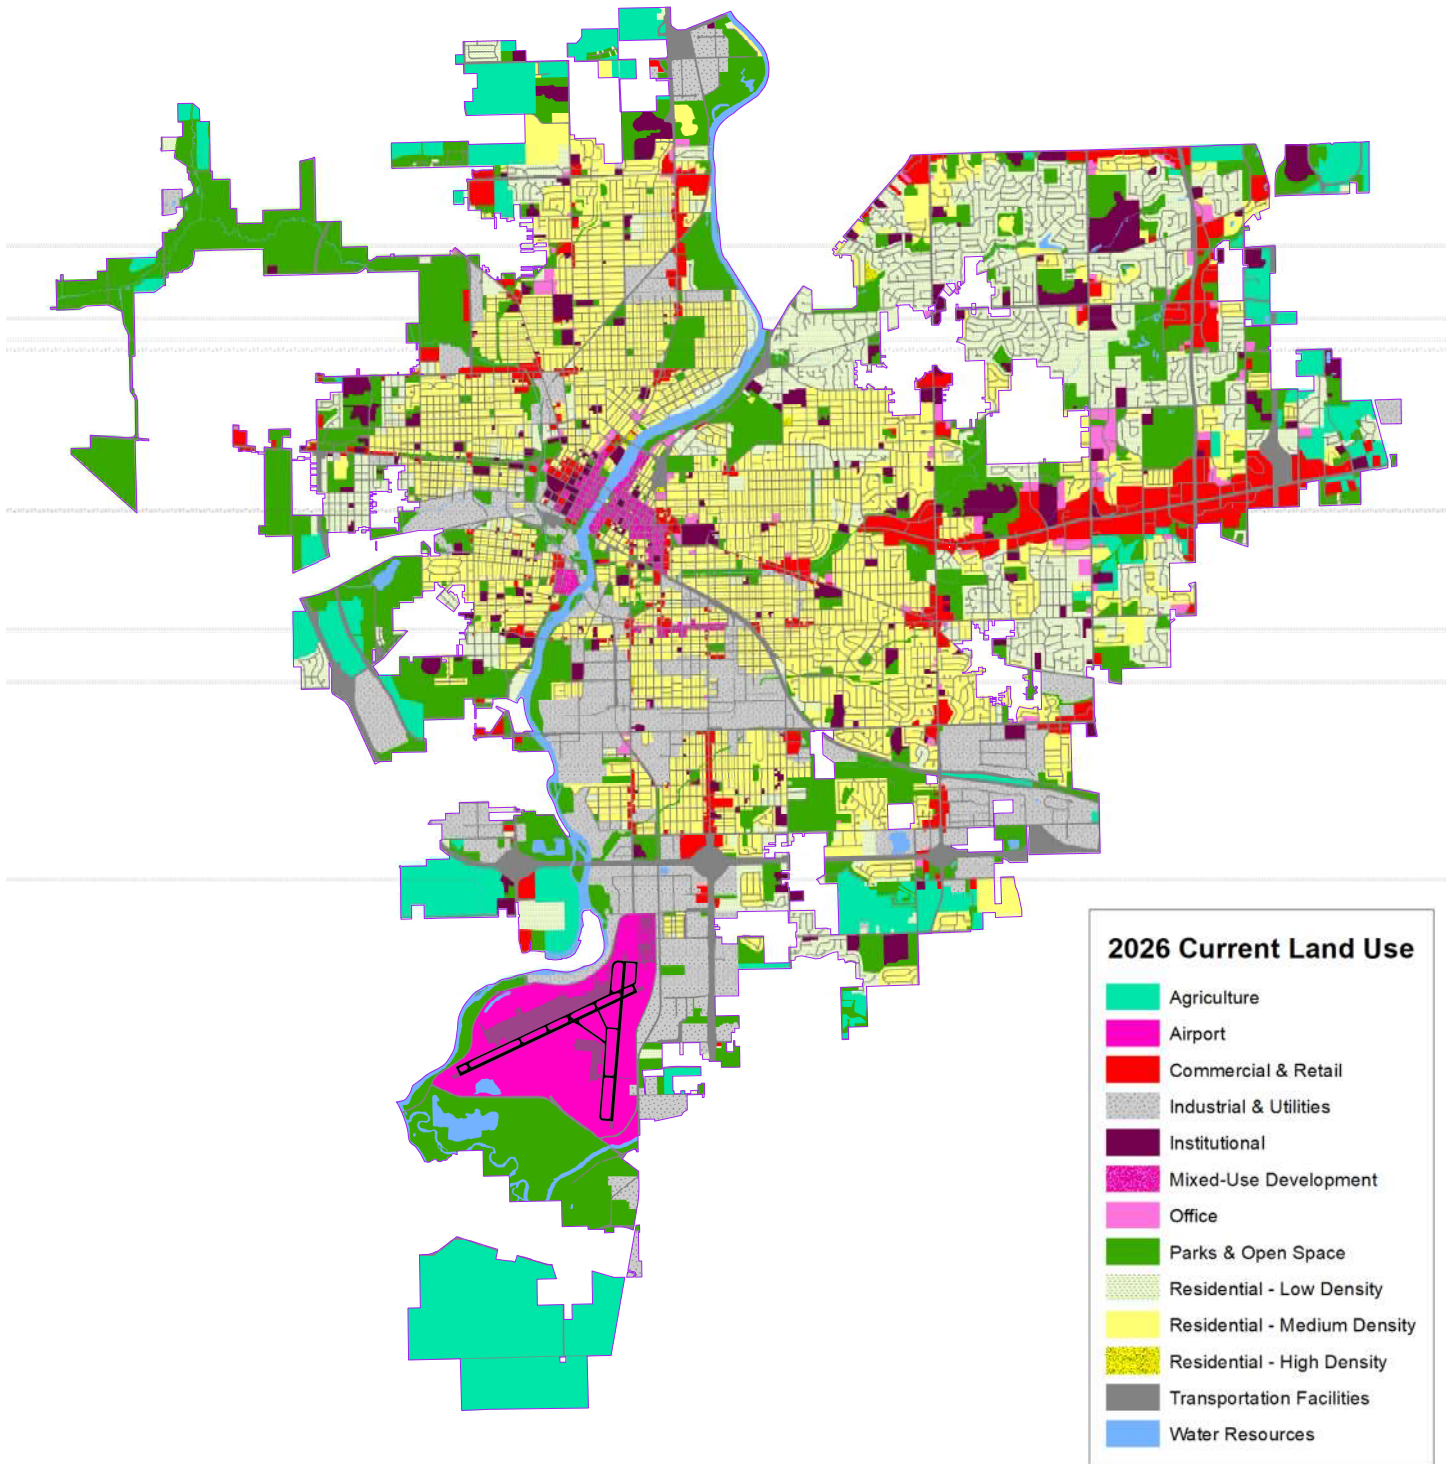 2026 Current Land Use
Agriculture
Airport
Commercial & Retail
Industrial & Utilities
Institutional
Mixed-Use Development
Office
Parks & Open Space
Residential - Low Density
Residential - Medium Density
Residential - High Density
Transportation Facilities
Water Resources